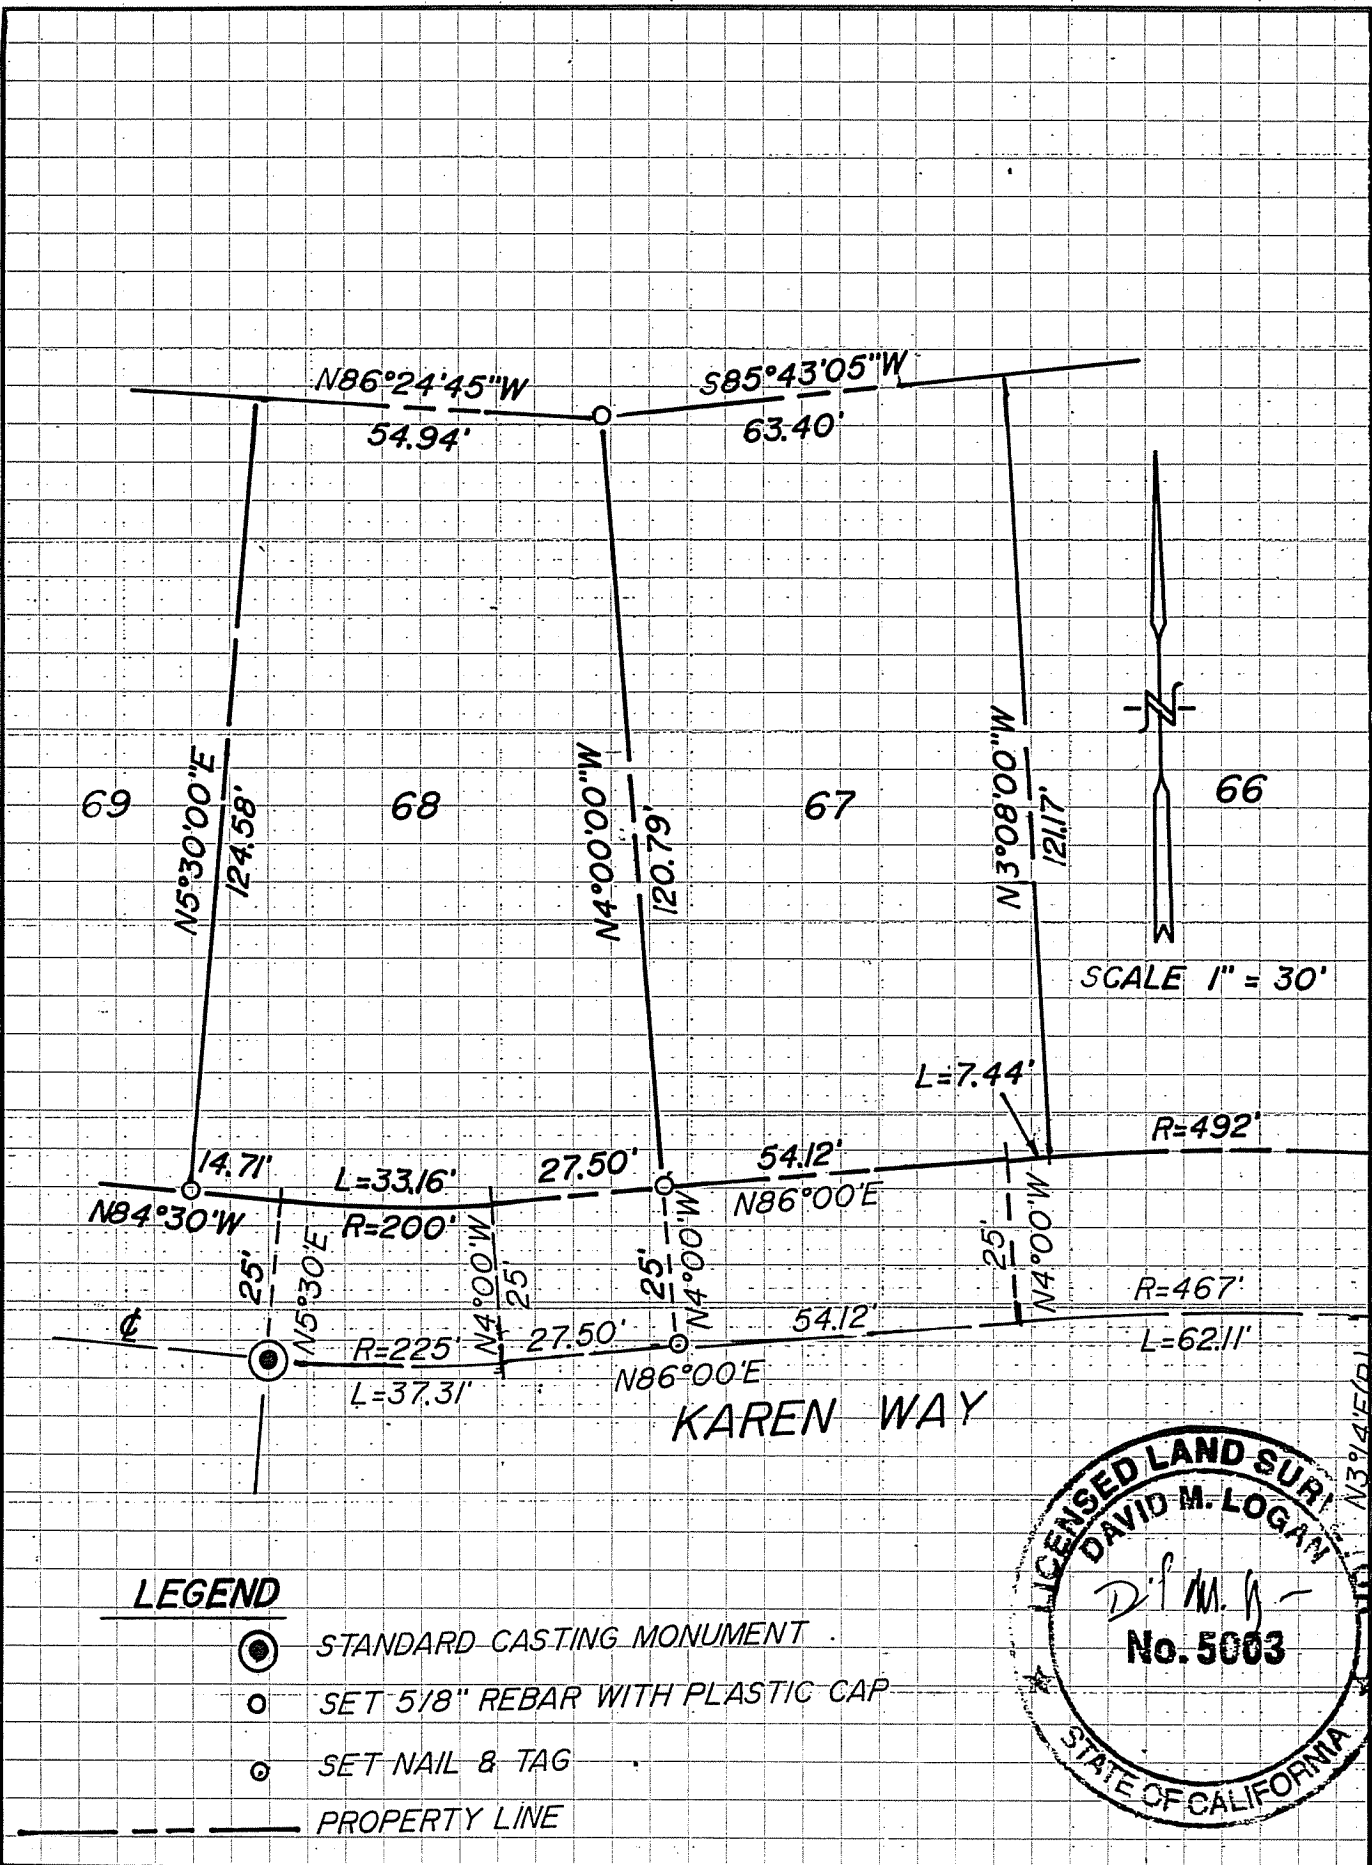 N86°24'45"W
54.94'
S85°43'05"W
63.40'
N5°30'00"E
124.58'
N4°00'00"W
120.79'
N3°08'00"W
121.17'
69
68
67
66
N
SCALE 1" = 30'
L=7.44'
R=492'
14.71'
L=33.16'
27.50'
54.12'
N84°30'W
R=200'
N86°00'E
25'
N5°30'E
N4°00'W
25'
25'
N4°00'W
25'
N4°00'W
R=467'
L=62.11'
℄
R=225'
L=37.31'
27.50'
54.12'
N86°00'E
KAREN WAY
N3°14'E
LICENSED LAND
DAVID M. LOGAN
No. 5003
STATE OF CALIFORNIA
LEGEND
STANDARD CASTING MONUMENT
SET 5/8" REBAR WITH PLASTIC CAP
SET NAIL & TAG
PROPERTY LINE